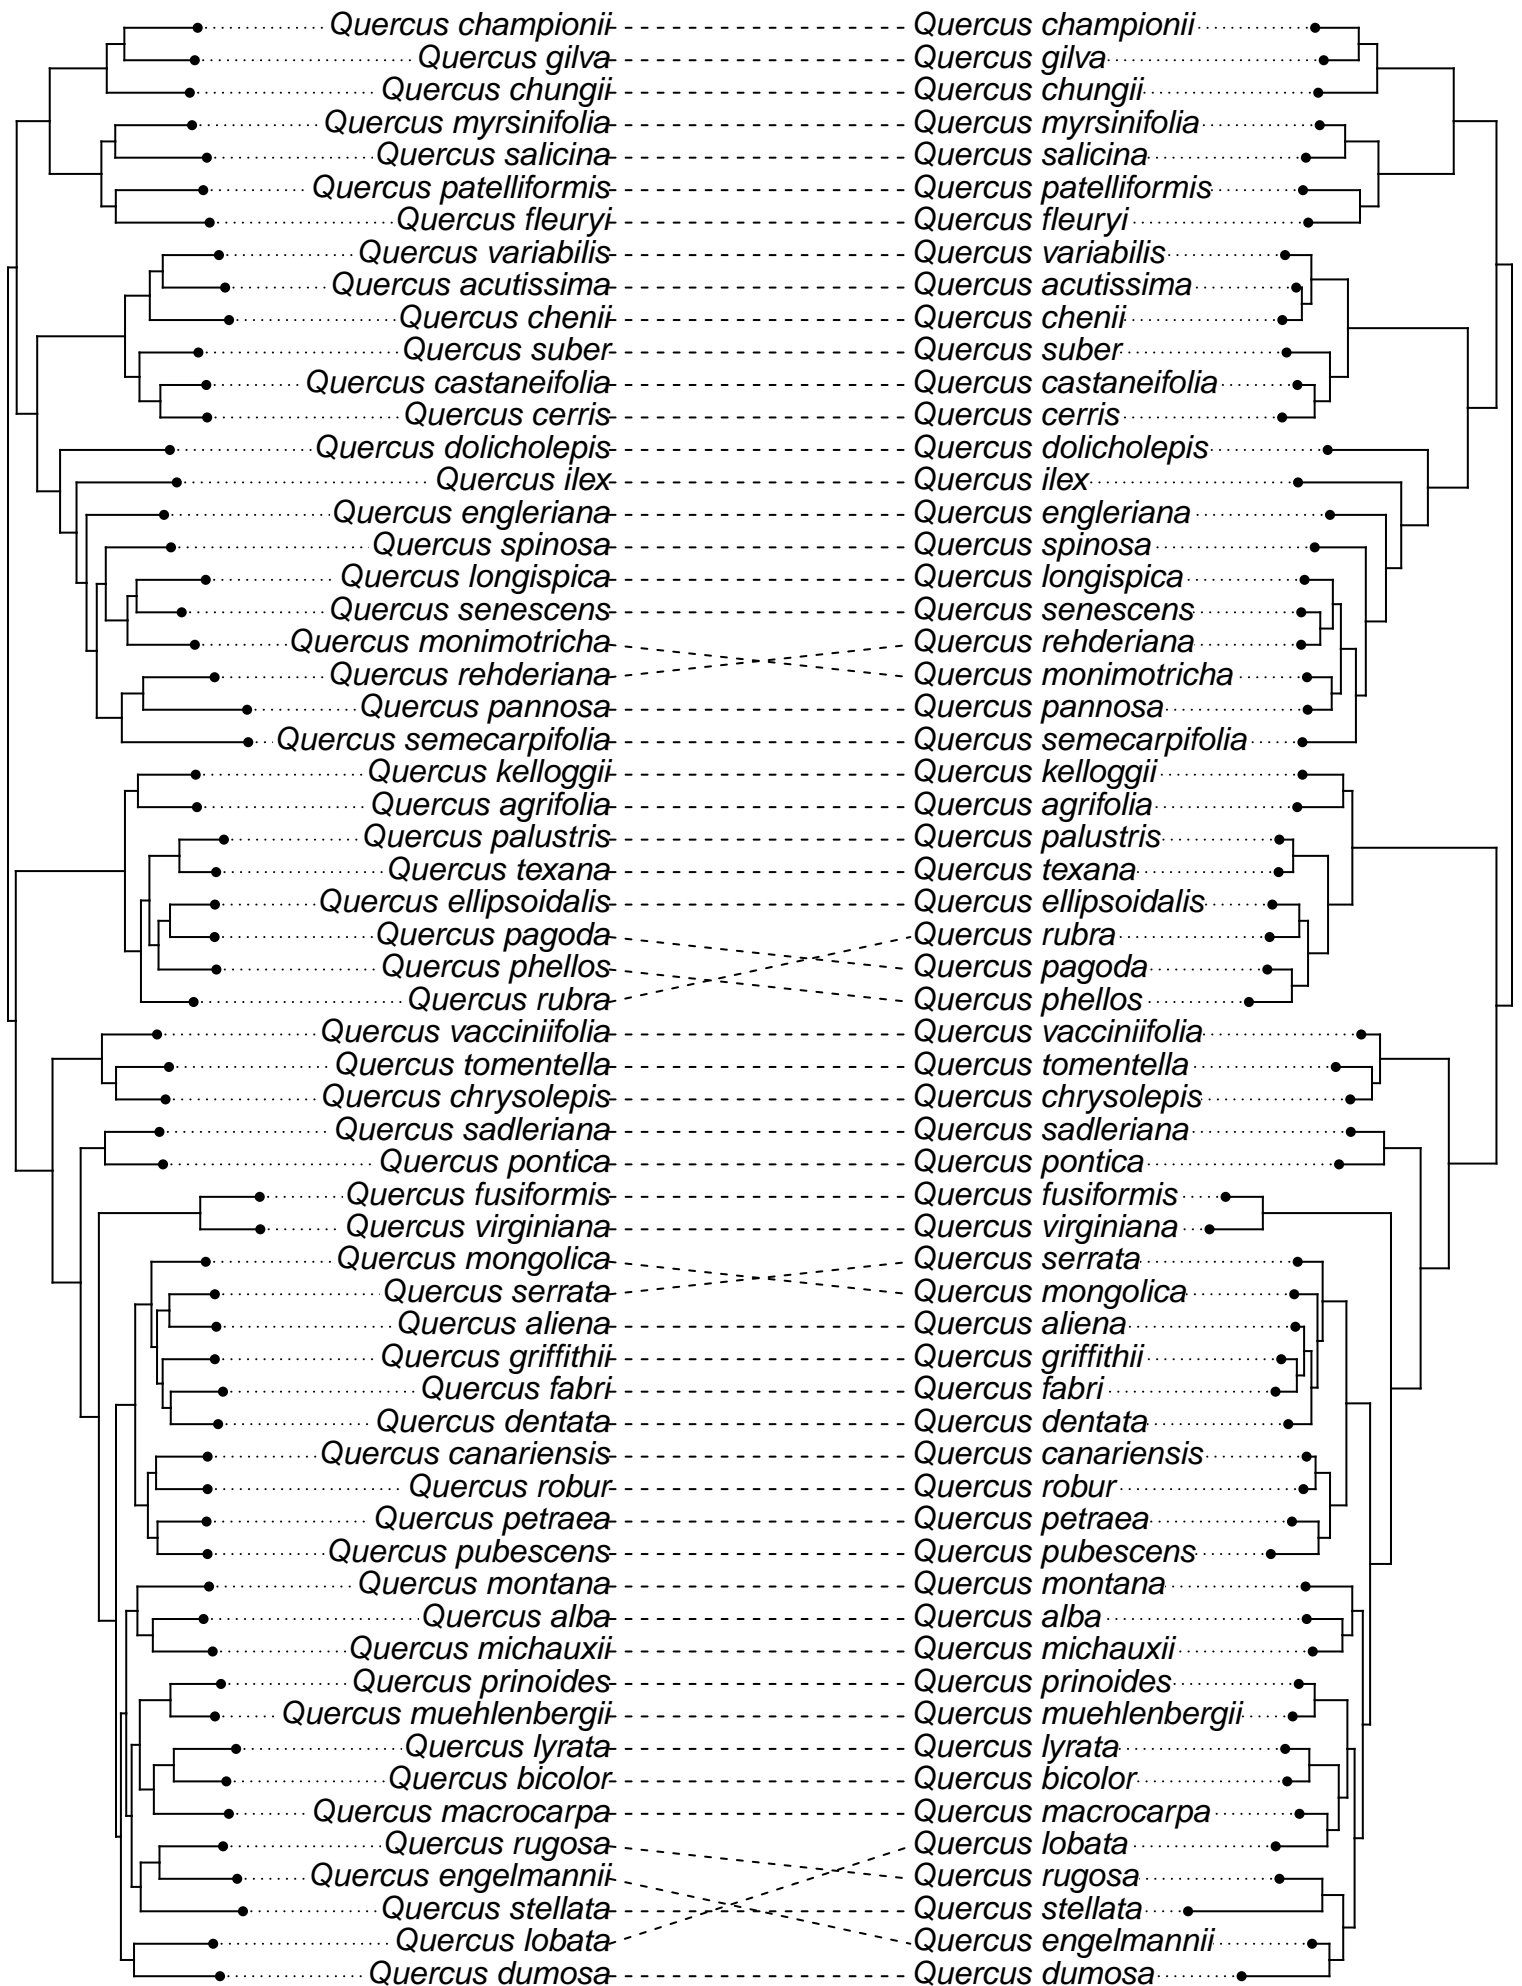 Quercus championii Quercus championii
Quercus gilva Quercus gilva
Quercus chungii Quercus chungii
Quercus myrsinifolia Quercus myrsinifolia
Quercus salicina Quercus salicina
Quercus patelliformis Quercus patelliformis
Quercus fleuryi Quercus fleuryi
Quercus variabilis Quercus variabilis
Quercus acutissima Quercus acutissima
Quercus chenii Quercus chenii
Quercus suber Quercus suber
Quercus castaneifolia Quercus castaneifolia
Quercus cerris Quercus cerris
Quercus dolicholepis Quercus dolicholepis
Quercus ilex Quercus ilex
Quercus engleriana Quercus engleriana
Quercus spinosa Quercus spinosa
Quercus longispica Quercus longispica
Quercus senescens Quercus senescens
Quercus monimotricha Quercus rehderiana
Quercus rehderiana Quercus monimotricha
Quercus pannosa Quercus pannosa
Quercus semecarpifolia Quercus semecarpifolia
Quercus kelloggii Quercus kelloggii
Quercus agrifolia Quercus agrifolia
Quercus palustris Quercus palustris
Quercus texana Quercus texana
Quercus ellipsoidalis Quercus ellipsoidalis
Quercus pagoda Quercus rubra
Quercus phellos Quercus pagoda
Quercus rubra Quercus phellos
Quercus vacciniifolia Quercus vacciniifolia
Quercus tomentella Quercus tomentella
Quercus chrysolepis Quercus chrysolepis
Quercus sadleriana Quercus sadleriana
Quercus pontica Quercus pontica
Quercus fusiformis Quercus fusiformis
Quercus virginiana Quercus virginiana
Quercus mongolica Quercus serrata
Quercus serrata Quercus mongolica
Quercus aliena Quercus aliena
Quercus griffithii Quercus griffithii
Quercus fabri Quercus fabri
Quercus dentata Quercus dentata
Quercus canariensis Quercus canariensis
Quercus robur Quercus robur
Quercus petraea Quercus petraea
Quercus pubescens Quercus pubescens
Quercus montana Quercus montana
Quercus alba Quercus alba
Quercus michauxii Quercus michauxii
Quercus prinoides Quercus prinoides
Quercus muehlenbergii Quercus muehlenbergii
Quercus lyrata Quercus lyrata
Quercus bicolor Quercus bicolor
Quercus macrocarpa Quercus macrocarpa
Quercus rugosa Quercus lobata
Quercus engelmannii Quercus rugosa
Quercus stellata Quercus stellata
Quercus lobata Quercus engelmannii
Quercus dumosa Quercus dumosa